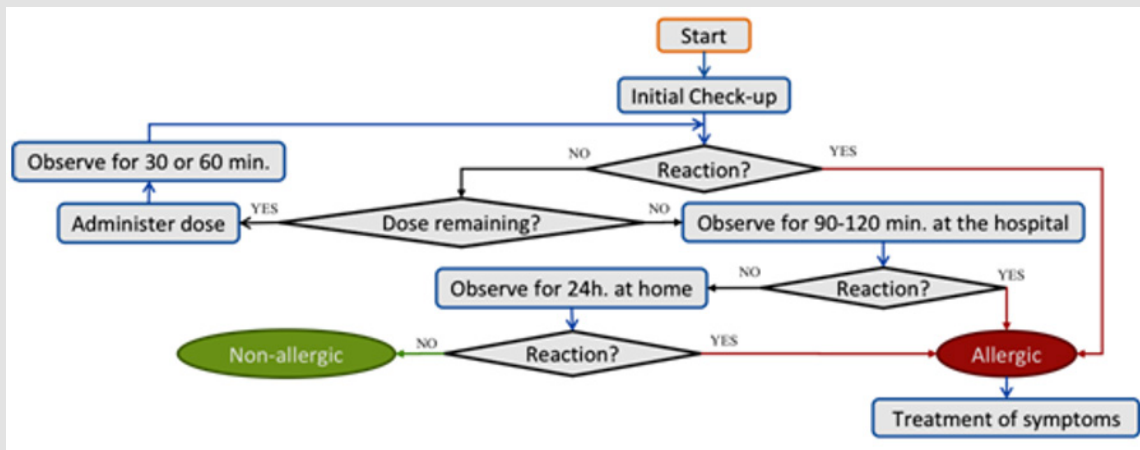 Start
Initial Check-up
Observe for 30 or 60 min.
NO
Reaction?
YES
Administer dose
YES
Dose remaining?
NO
Observe for 90-120 min. at the hospital
Observe for 24h. at home
NO
Reaction?
YES
Non-allergic
NO
Reaction?
YES
Allergic
Treatment of symptoms